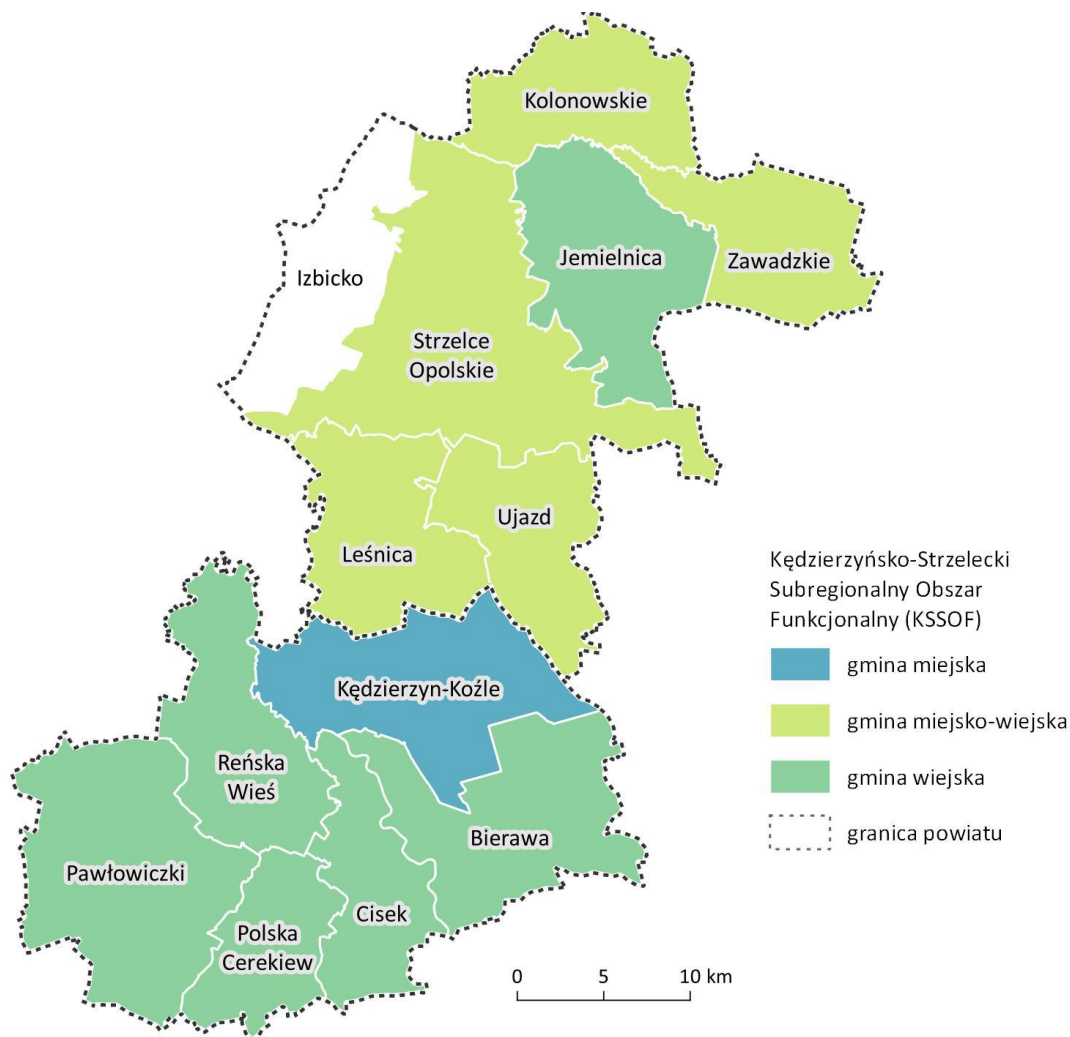 Kolonowskie
Jemielnica
Zawadzkie
Izbicko
Strzelce
Opolskie
Ujazd
Leśnica
Kędzierzyńsko-Strzelecki
Subregionalny Obszar
Funkcjonalny (KSSOF)
gmina miejska
gmina miejsko-wiejska
gmina wiejska
granica powiatu
Kędzierzyn-Koźle
Reńska
Wieś
Bierawa
Pawłowiczki
Cisek
Polska
Cerekiew
0 5 10 km